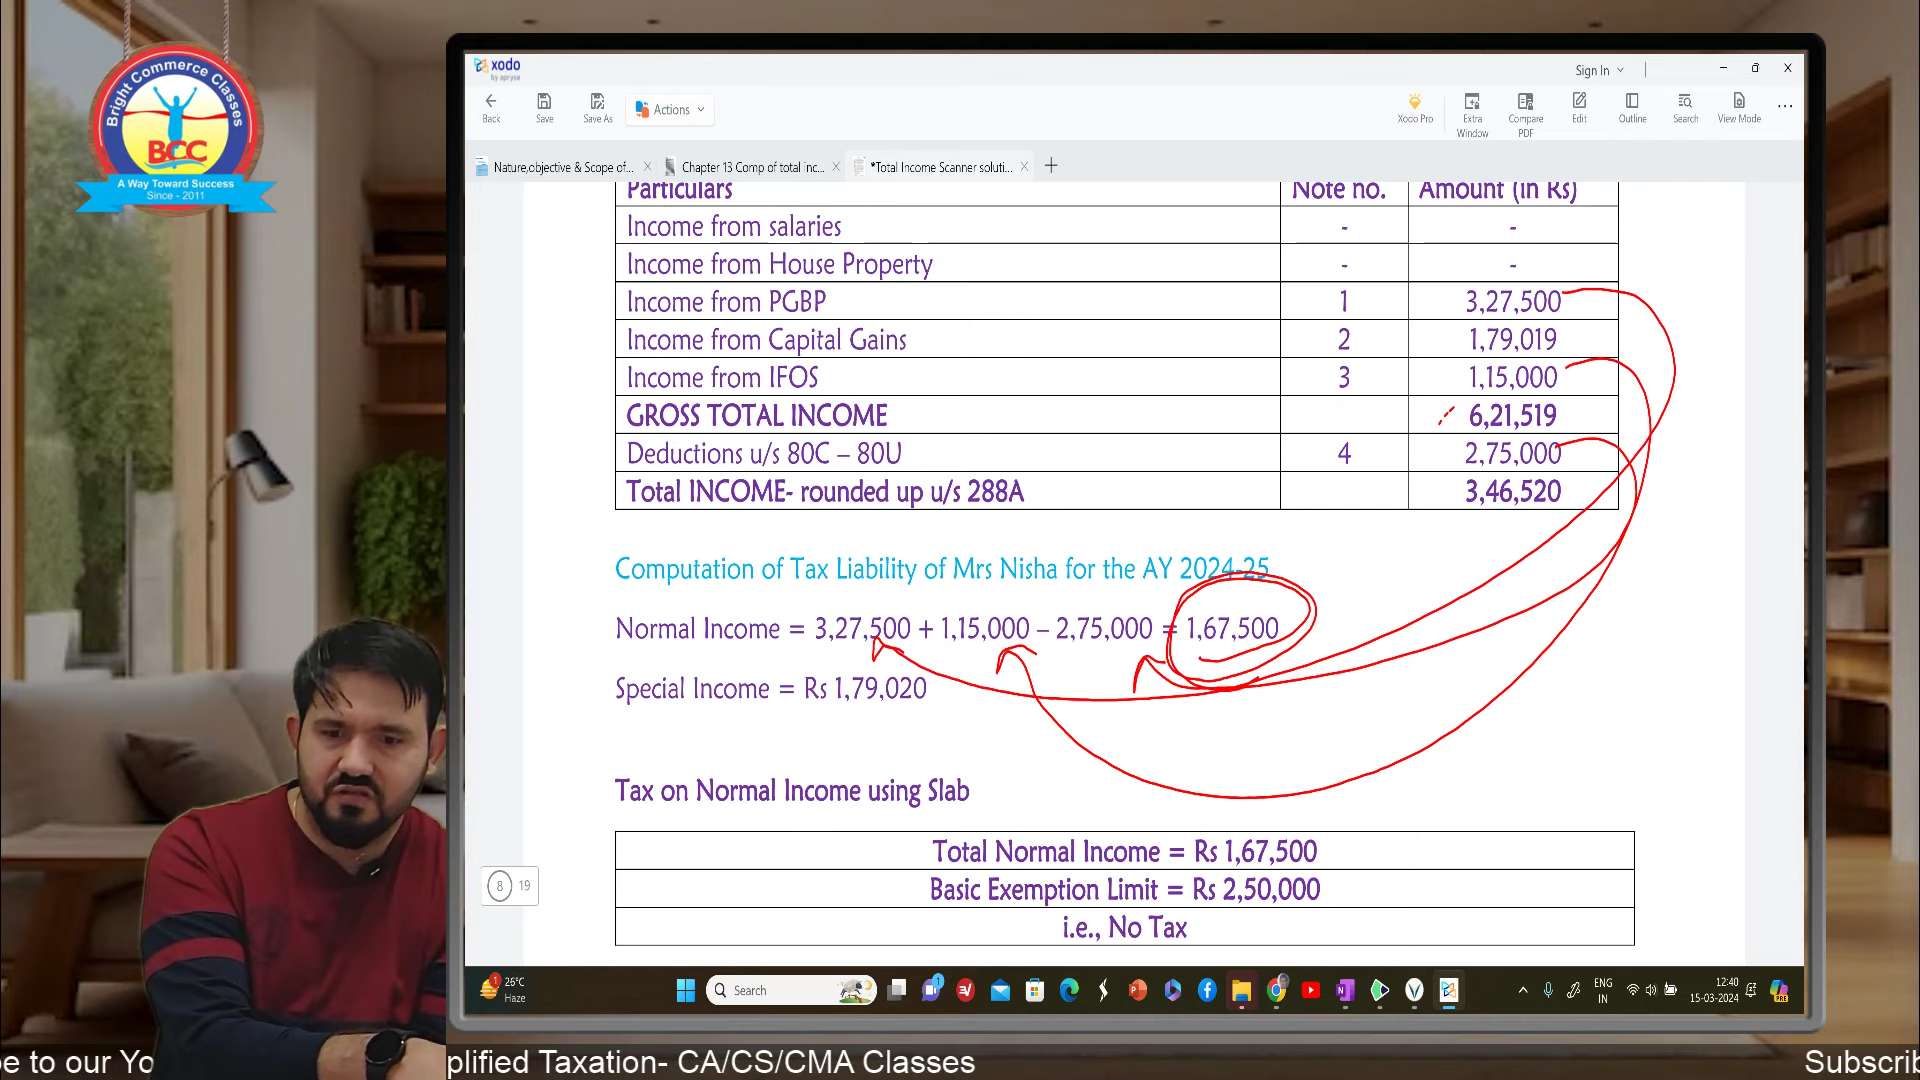 Bright Commerce Classes
BCC
A Way Toward Success
Since - 2011
xodo
by apryse
Sign In
Back
Save
Save As
Actions
Xodo Pro
Extra Window
Compare PDF
Edit
Outline
Search
View Mode
Nature,objective & Scope of...
Chapter 13 Comp of total inc...
*Total Income Scanner soluti...
Particulars Note no. Amount (in Rs)
Income from salaries - -
Income from House Property - -
Income from PGBP 1 3,27,500
Income from Capital Gains 2 1,79,019
Income from IFOS 3 1,15,000
GROSS TOTAL INCOME 6,21,519
Deductions u/s 80C – 80U 4 2,75,000
Total INCOME- rounded up u/s 288A 3,46,520
Computation of Tax Liability of Mrs Nisha for the AY 2024-25
Normal Income = 3,27,500 + 1,15,000 – 2,75,000 = 1,67,500
Special Income = Rs 1,79,020
Tax on Normal Income using Slab
Total Normal Income = Rs 1,67,500
Basic Exemption Limit = Rs 2,50,000
i.e., No Tax
8 19
26°C
Haze
Search
ENG
IN
12:40
15-03-2024
e to our Yo plified Taxation- CA/CS/CMA Classes Subscrib